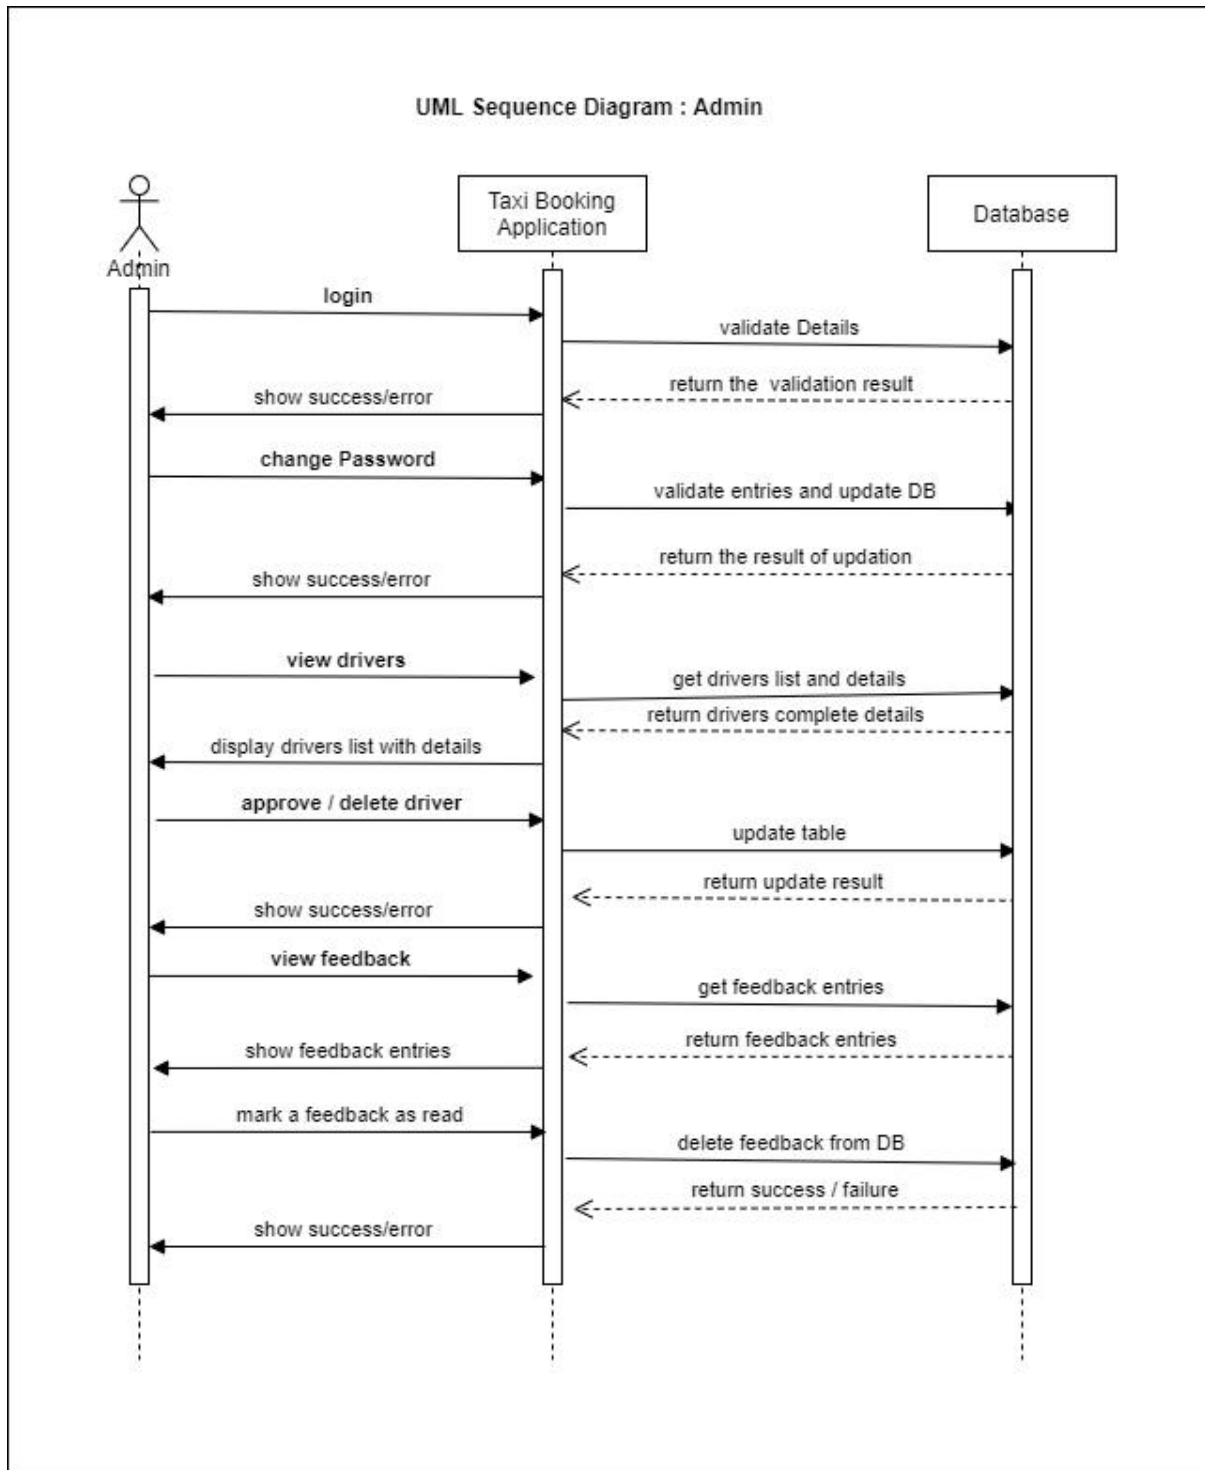 UML Sequence Diagram : Admin
Taxi Booking
Application
Database
Admin
login
validate Details
return the validation result
show success/error
change Password
validate entries and update DB
return the result of updation
show success/error
view drivers
get drivers list and details
return drivers complete details
display drivers list with details
approve / delete driver
update table
return update result
show success/error
view feedback
get feedback entries
return feedback entries
show feedback entries
mark a feedback as read
delete feedback from DB
return success / failure
show success/error